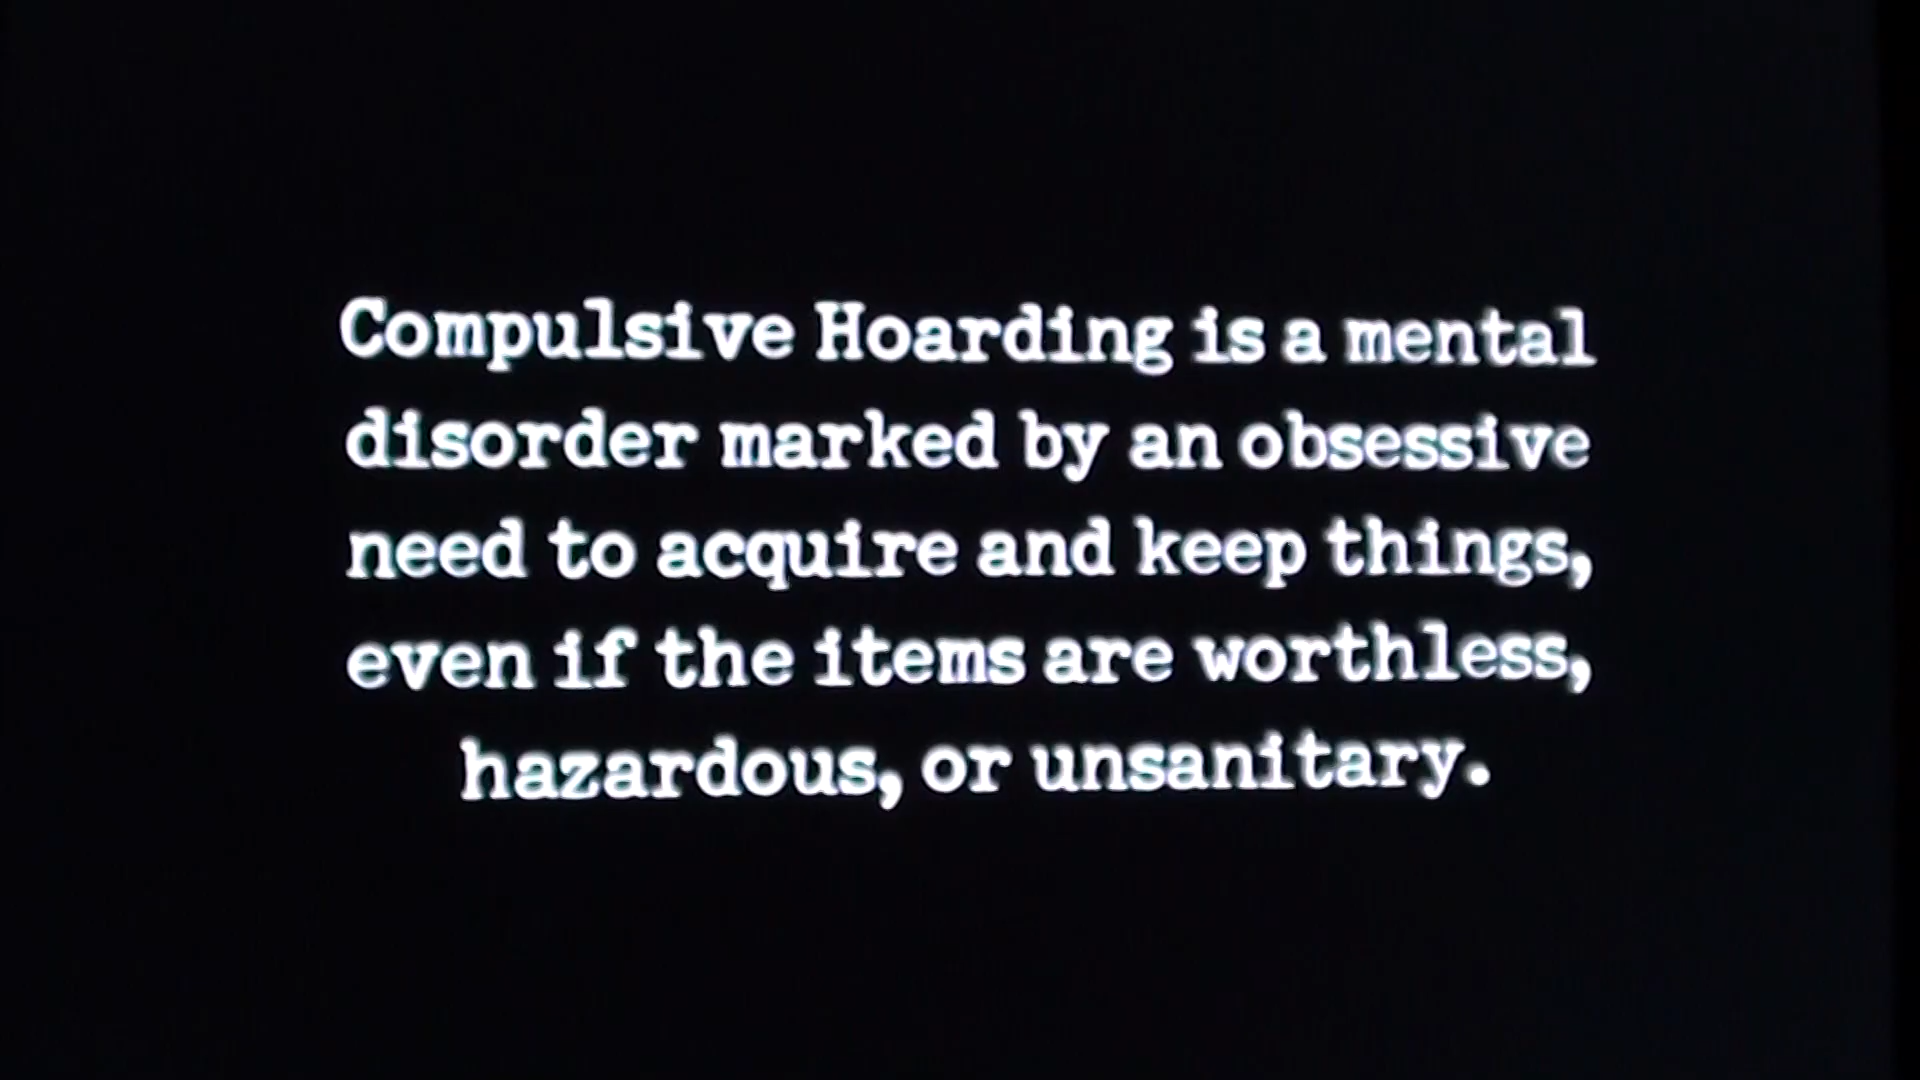 Compulsive Hoarding is a mental
disorder marked by an obsessive
need to acquire and keep things,
even if the items are worthless,
hazardous, or unsanitary.